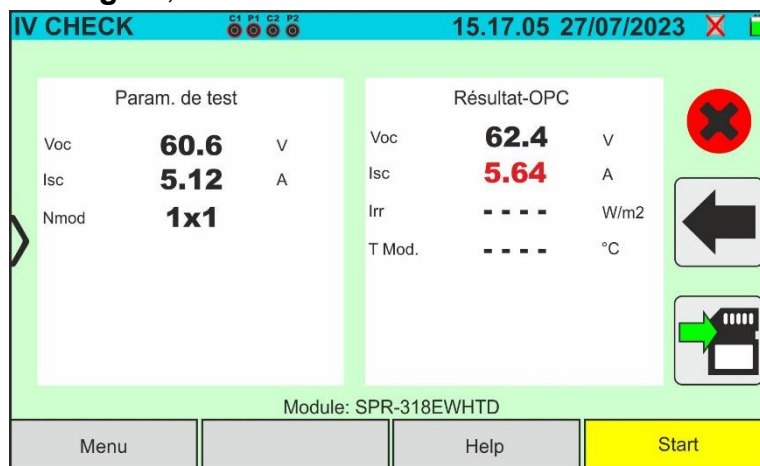 IV CHECK C1 P1 C2 P2 15.17.05 27/07/2023
Param. de test
Voc 60.6 V
Isc 5.12 A
Nmod 1x1
Résultat-OPC
Voc 62.4 V
Isc 5.64 A
Irr - - - - W/m2
T Mod. - - - - °C
Module: SPR-318EWHTD
Menu Help Start